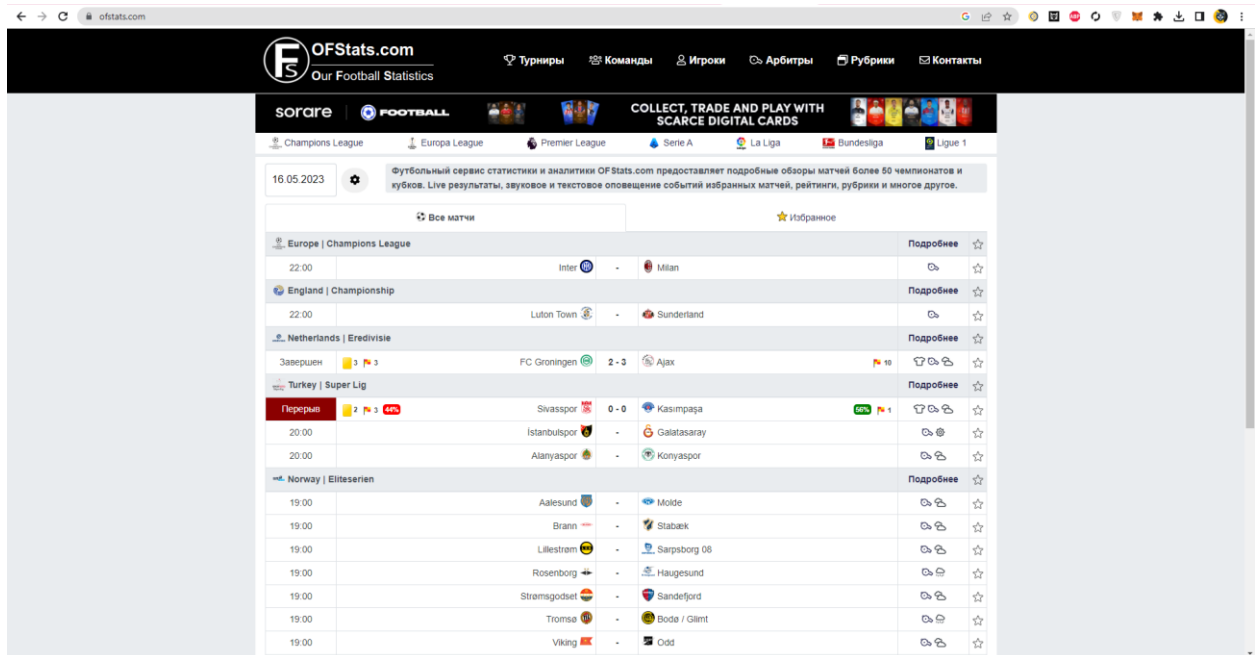 ofstats.com
OFStats.com
Our Football Statistics
Турниры Команды Игроки Арбитры Рубрики Контакты
sorare FOOTBALL COLLECT, TRADE AND PLAY WITH
SCARCE DIGITAL CARDS
Champions League Europa League Premier League Serie A La Liga Bundesliga Ligue 1
16.05.2023
Футбольный сервис статистики и аналитики OFStats.com предоставляет подробные обзоры матчей более 50 чемпионатов и
кубков. Live результаты, звуковое и текстовое оповещение событий избранных матчей, рейтинги, рубрики и многое другое.
Все матчи Избранное
Europe | Champions League Подробнее
22:00 Inter - Milan
England | Championship Подробнее
22:00 Luton Town - Sunderland
Netherlands | Eredivisie Подробнее
Завершен 3 3 FC Groningen 2 - 3 Ajax 10
Turkey | Super Lig Подробнее
Перерыв 2 3 44% Sivasspor 0 - 0 Kasımpaşa 56% 1
20:00 İstanbulspor - Galatasaray
20:00 Alanyaspor - Konyaspor
Norway | Eliteserien Подробнее
19:00 Aalesund - Molde
19:00 Brann - Stabæk
19:00 Lillestrøm - Sarpsborg 08
19:00 Rosenborg - Haugesund
19:00 Strømsgodset - Sandefjord
19:00 Tromsø - Bodø / Glimt
19:00 Viking - Odd